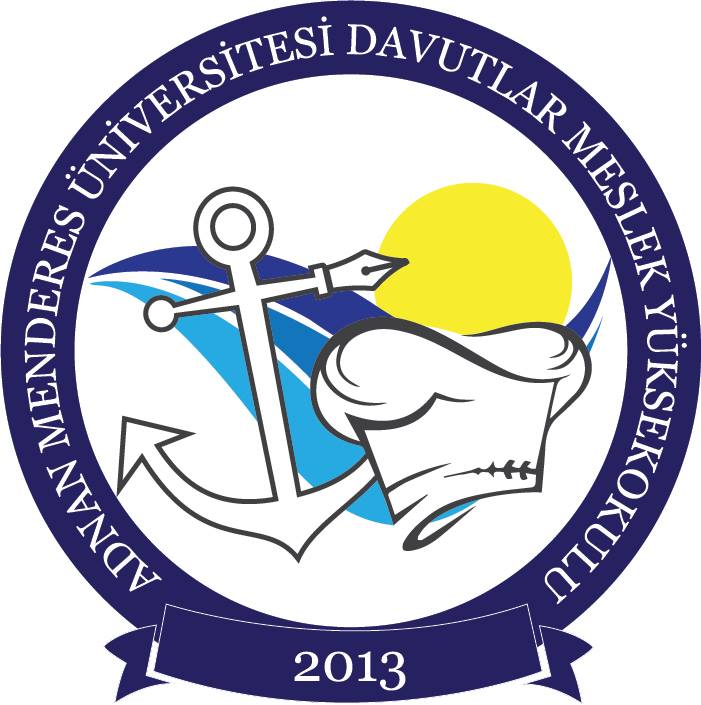 ADNAN MENDERES ÜNİVERSİTESİ DAVUTLAR MESLEK YÜKSEKOKULU
2013